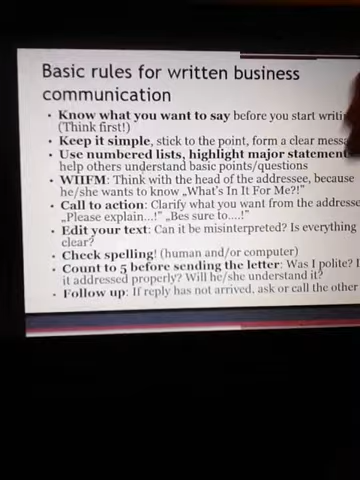 Basic rules for written business
communication
• Know what you want to say before you start
(Think first!)
• Keep it simple, stick to the point, form a clear
• Use numbered lists, highlight major
help others understand basic points/questions
• WIIFM: Think with the head of the addressee, because
he/she wants to know „What's In It For Me?!"
• Call to action: Clarify what you want from the
„Please explain...!" „Bes sure to....!"
• Edit your text: Can it be misinterpreted? Is everything
clear?
• Check spelling! (human and/or computer)
• Count to 5 before sending the letter: Was I polite?
it addressed properly? Will he/she understand it?
• Follow up: If reply has not arrived, ask or call the other